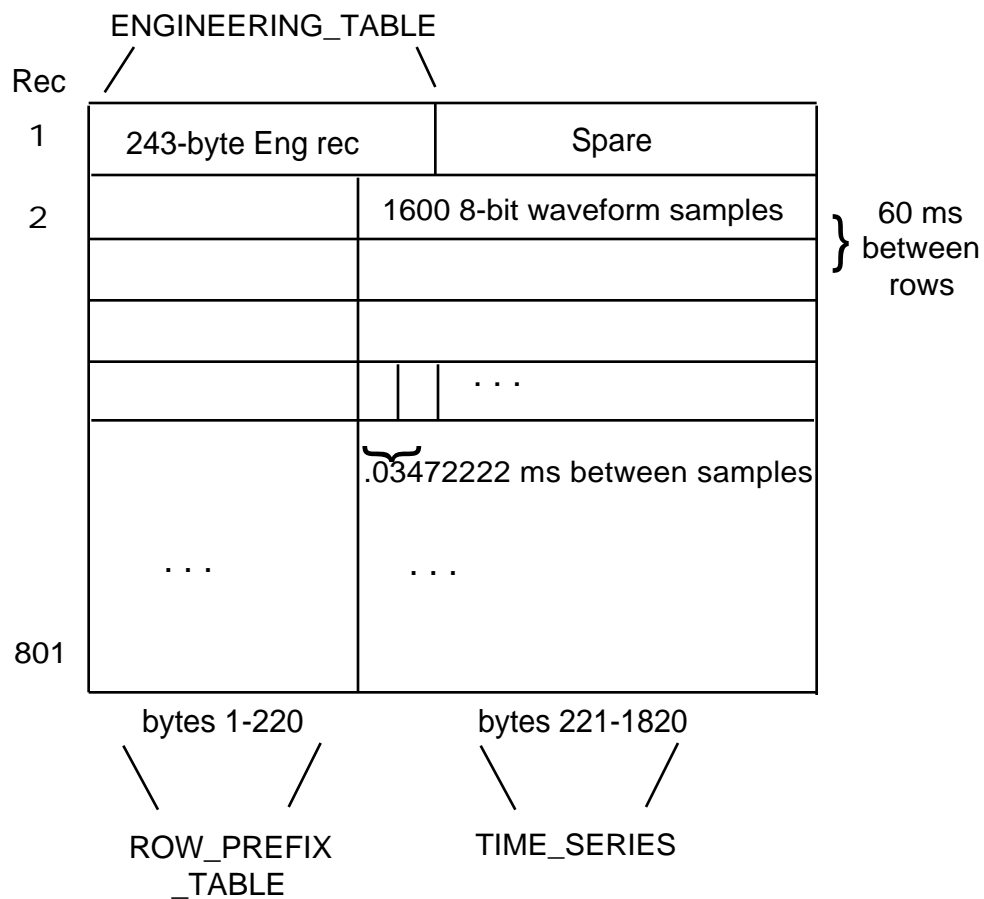 ENGINEERING_TABLE
Rec
1
243-byte Eng rec
Spare
2
1600 8-bit waveform samples
} 60 ms
between
rows
. . .
.03472222 ms between samples
. . .
. . .
801
bytes 1-220
bytes 221-1820
ROW_PREFIX
_TABLE
TIME_SERIES